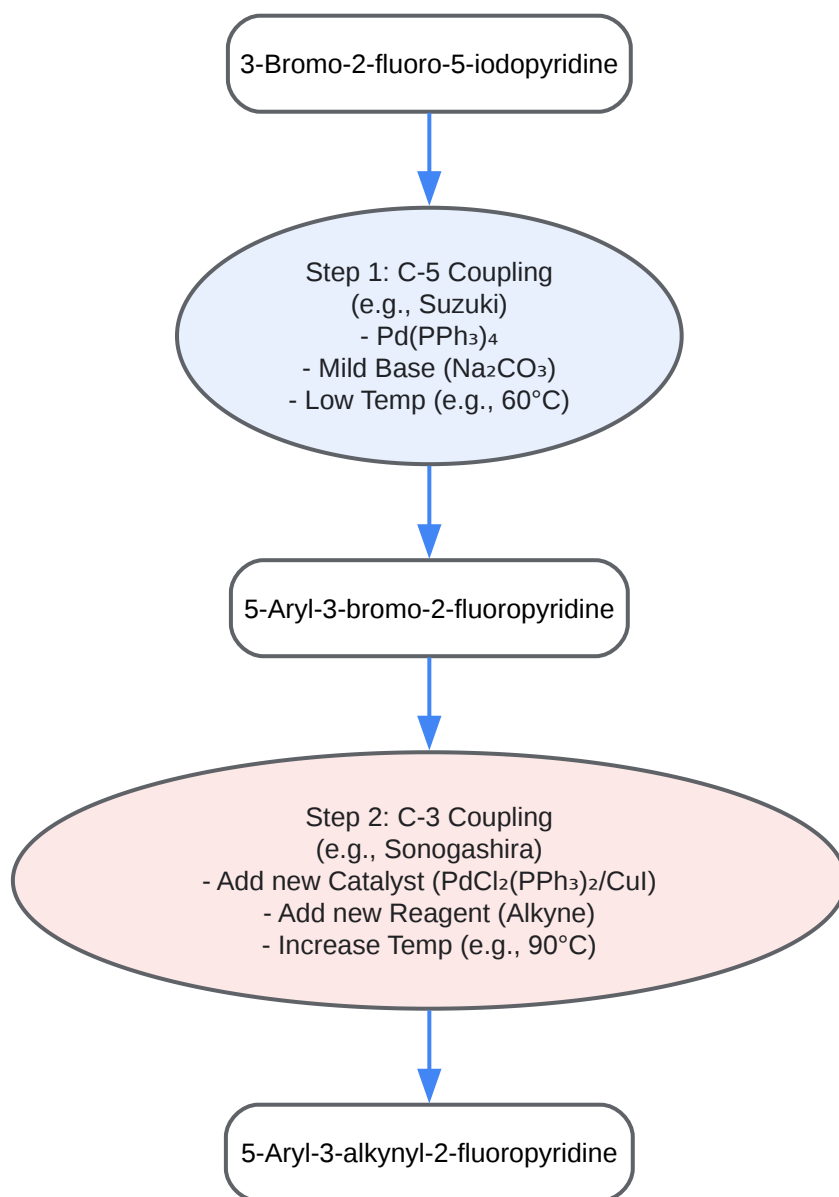 3-Bromo-2-fluoro-5-iodopyridine
Step 1: C-5 Coupling
(e.g., Suzuki)
- Pd(PPh₃)₄
- Mild Base (Na₂CO₃)
- Low Temp (e.g., 60°C)
5-Aryl-3-bromo-2-fluoropyridine
Step 2: C-3 Coupling
(e.g., Sonogashira)
- Add new Catalyst (PdCl₂(PPh₃)₂/CuI)
- Add new Reagent (Alkyne)
- Increase Temp (e.g., 90°C)
5-Aryl-3-alkynyl-2-fluoropyridine